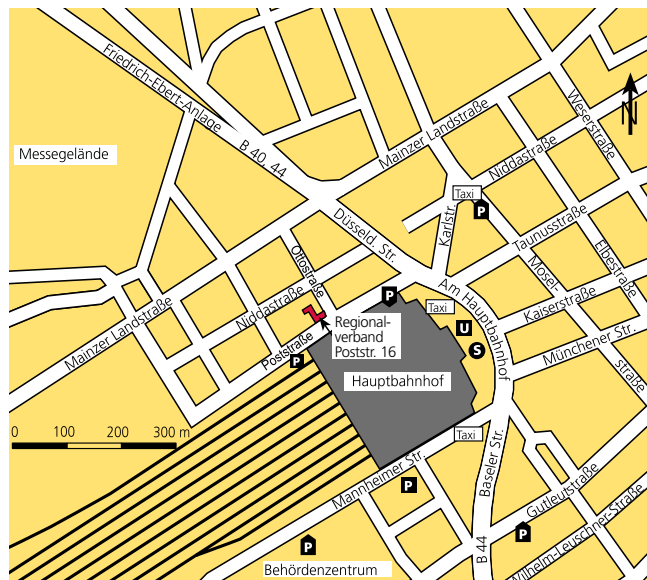 Friedrich-Ebert-Anlage
B 40, 44
Messegelände
Mainzer Landstraße
Weserstraße
N
Niddastraße
Taxi
P
Karlstr.
Düsseld. Str.
Taunusstraße
Elbestraße
Mosel-
straße
Ottostraße
Niddastraße
Mainzer Landstraße
Am Hauptbahnhof
Kaiserstraße
Münchener Str.
P
Taxi
U
S
Regional-
verband
Poststr. 16
Poststraße
P
Hauptbahnhof
0 100 200 300 m
Taxi
Mannheimer Str.
P
Baseler Str.
Gutleutstraße
P
P
B 44
Wilhelm-Leuschner-Straße
Behördenzentrum